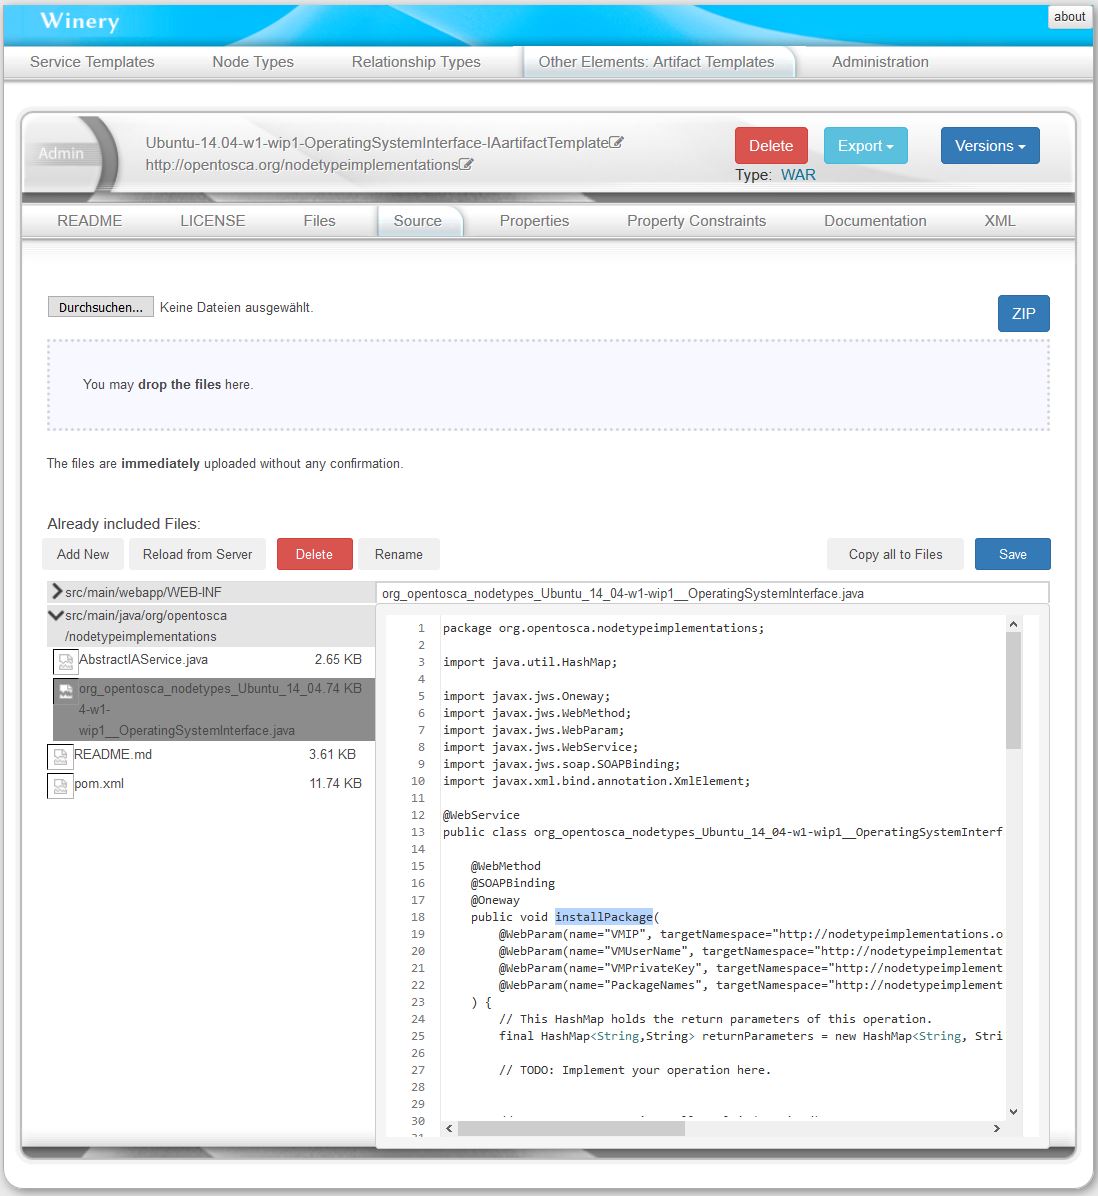 Winery
about
Service Templates
Node Types
Relationship Types
Other Elements: Artifact Templates
Administration
Admin
Ubuntu-14.04-w1-wip1-OperatingSystemInterface-IAartifactTemplate
http://opentosca.org/nodetypeimplementations
Delete
Export
Versions
Type: WAR
README
LICENSE
Files
Source
Properties
Property Constraints
Documentation
XML
Durchsuchen... Keine Dateien ausgewählt.
ZIP
You may drop the files here.
The files are immediately uploaded without any confirmation.
Already included Files:
Add New
Reload from Server
Delete
Rename
Copy all to Files
Save
src/main/webapp/WEB-INF
src/main/java/org/opentosca
/nodetypeimplementations
AbstractIAService.java 2.65 KB
org_opentosca_nodetypes_Ubuntu_14_04.74 KB
4-w1-
wip1__OperatingSystemInterface.java
README.md 3.61 KB
pom.xml 11.74 KB
org_opentosca_nodetypes_Ubuntu_14_04-w1-wip1__OperatingSystemInterface.java
1 package org.opentosca.nodetypeimplementations;
2
3 import java.util.HashMap;
4
5 import javax.jws.Oneway;
6 import javax.jws.WebMethod;
7 import javax.jws.WebParam;
8 import javax.jws.WebService;
9 import javax.jws.soap.SOAPBinding;
10 import javax.xml.bind.annotation.XmlElement;
11
12 @WebService
13 public class org_opentosca_nodetypes_Ubuntu_14_04-w1-wip1__OperatingSystemInterf
14
15 @WebMethod
16 @SOAPBinding
17 @Oneway
18 public void installPackage(
19 @WebParam(name="VMIP", targetNamespace="http://nodetypeimplementations.o
20 @WebParam(name="VMUserName", targetNamespace="http://nodetypeimplementat
21 @WebParam(name="VMPrivateKey", targetNamespace="http://nodetypeimplement
22 @WebParam(name="PackageNames", targetNamespace="http://nodetypeimplement
23 ) {
24 // This HashMap holds the return parameters of this operation.
25 final HashMap<String,String> returnParameters = new HashMap<String, Stri
26
27 // TODO: Implement your operation here.
28
29
30